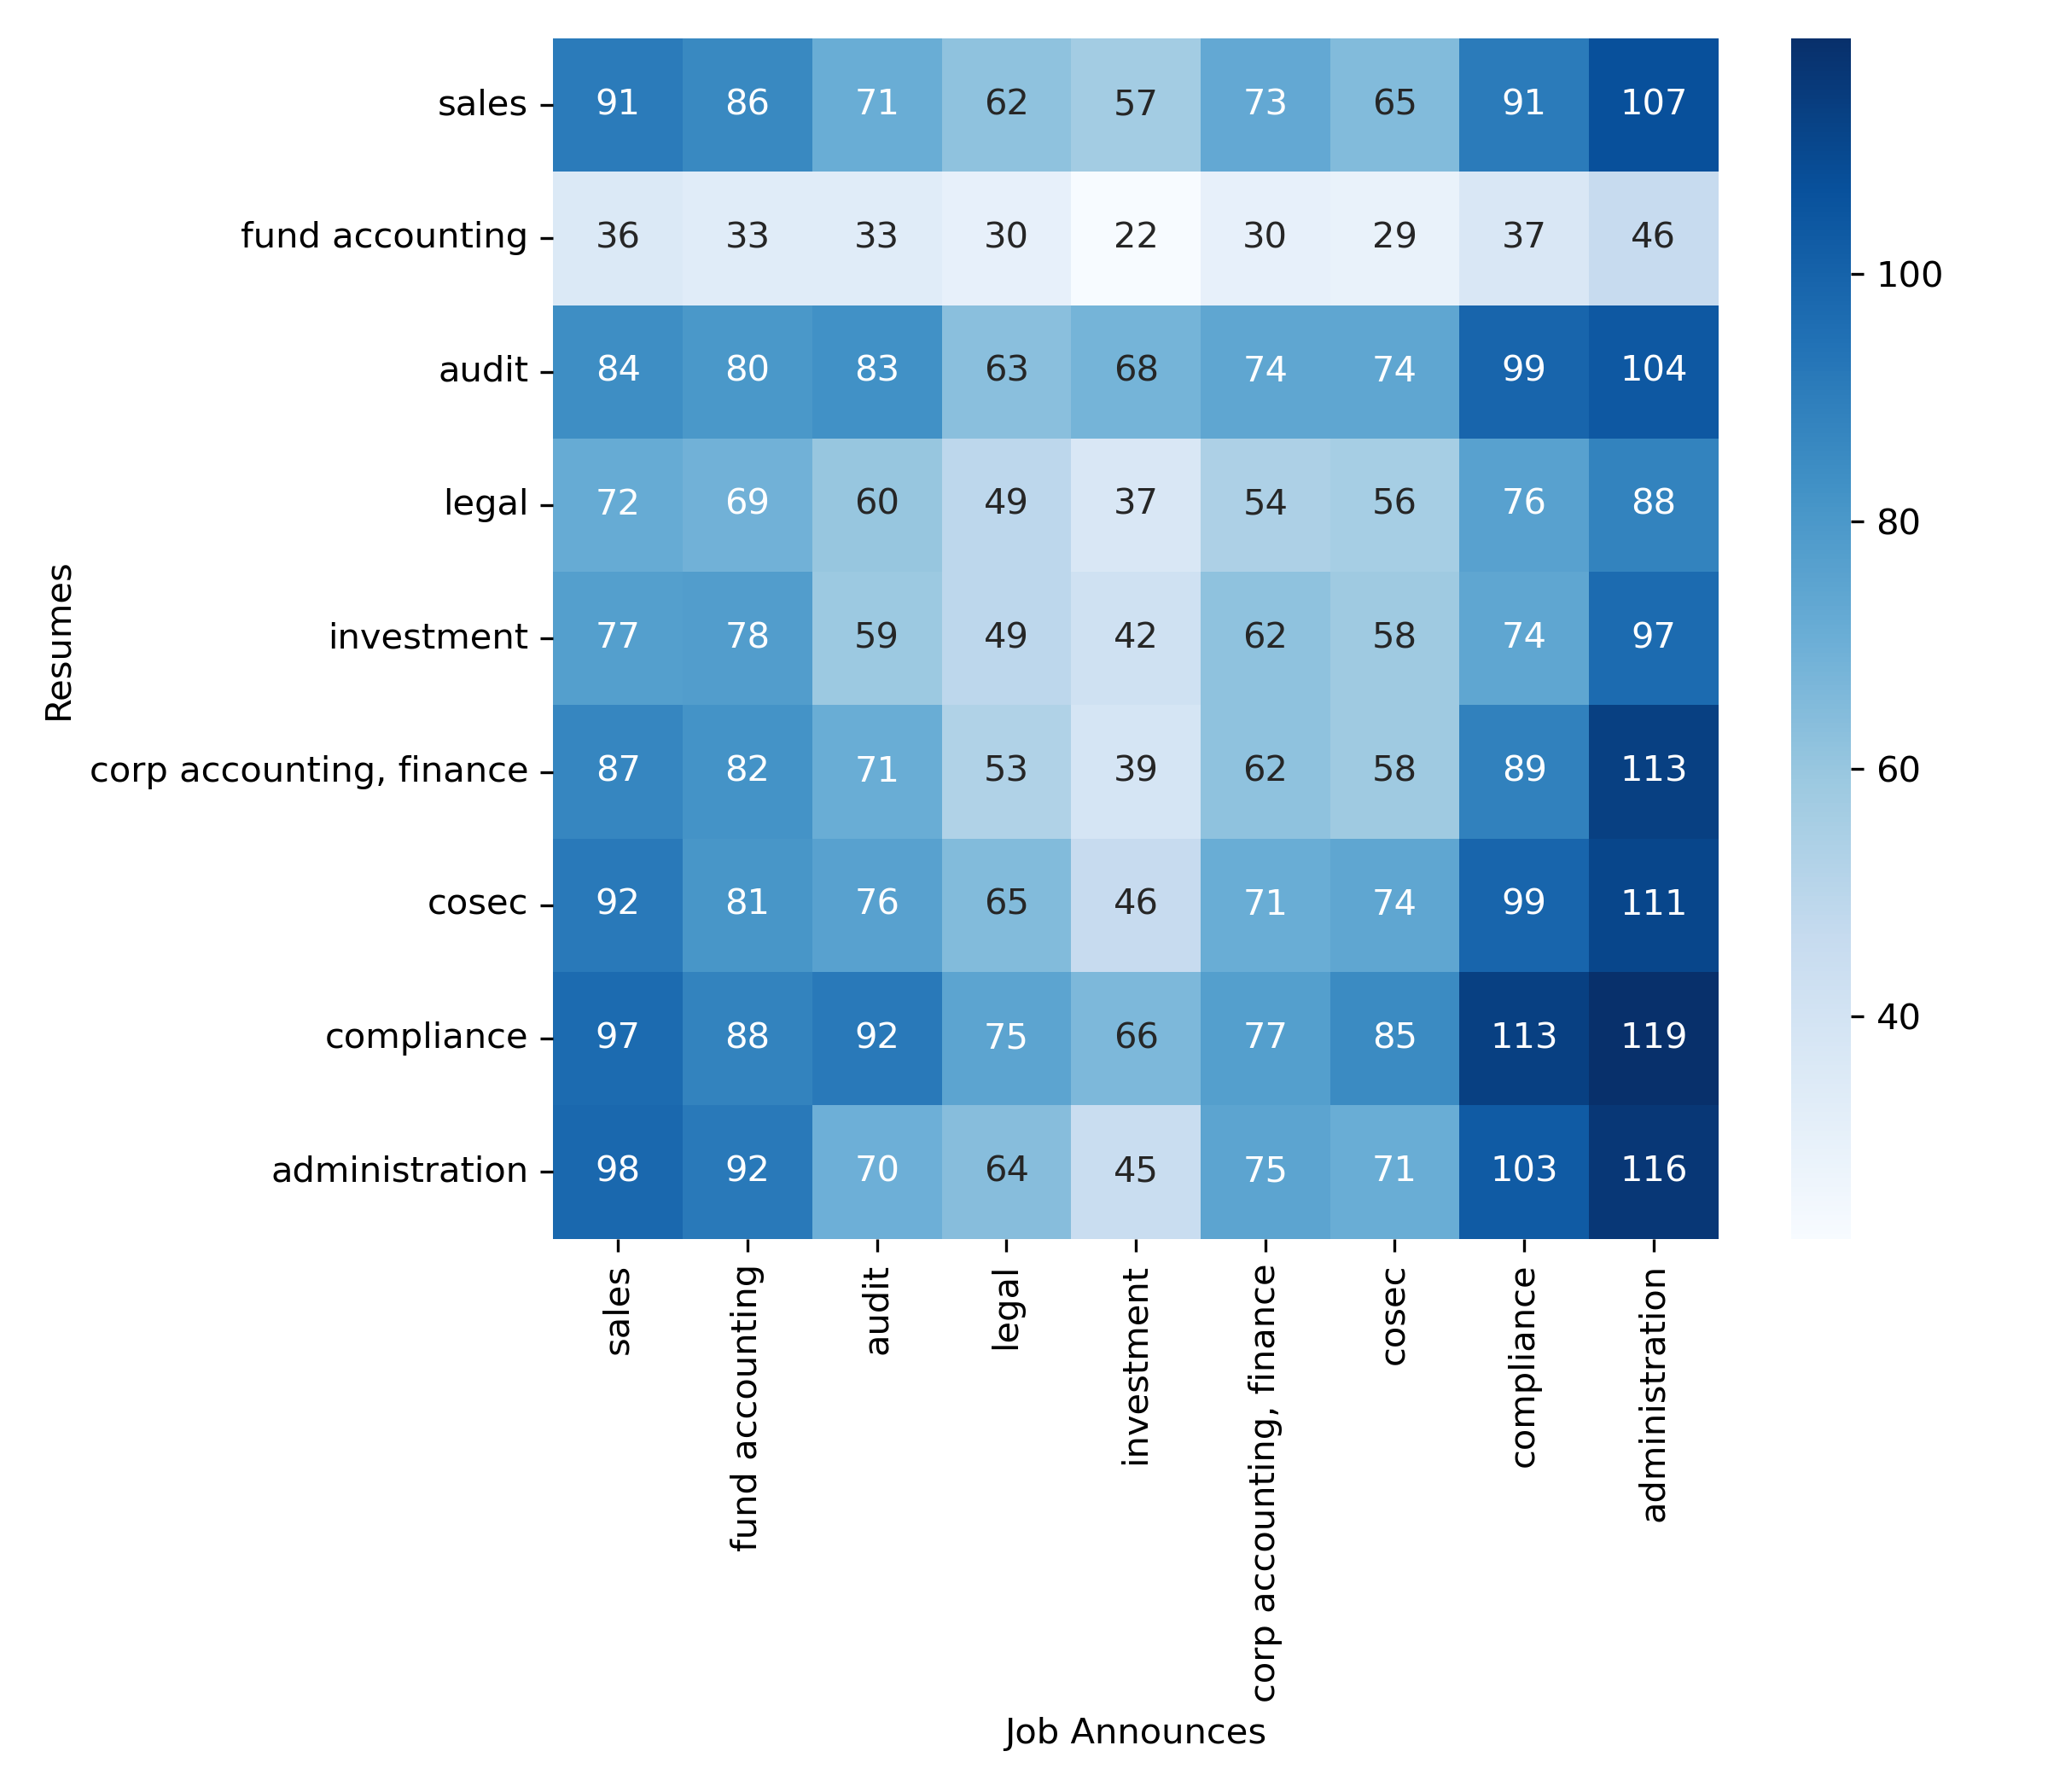 sales 91 86 71 62 57 73 65 91 107
fund accounting 36 33 33 30 22 30 29 37 46
100
audit 84 80 83 63 68 74 74 99 104
legal 72 69 60 49 37 54 56 76 88
80
Resumes
investment 77 78 59 49 42 62 58 74 97
corp accounting, finance 87 82 71 53 39 62 58 89 113
60
cosec 92 81 76 65 46 71 74 99 111
compliance 97 88 92 75 66 77 85 113 119
40
administration 98 92 70 64 45 75 71 103 116
sales
fund accounting
audit
legal
investment
corp accounting, finance
cosec
compliance
administration
Job Announces